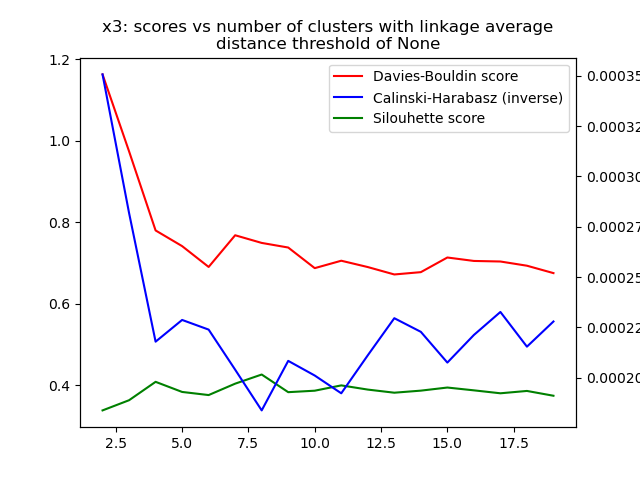 x3: scores vs number of clusters with linkage average
distance threshold of None
Davies-Bouldin score
Calinski-Harabasz (inverse)
Silouhette score
1.2
1.0
0.8
0.6
0.4
0.00035
0.00032
0.00030
0.00027
0.00025
0.00022
0.00020
2.5 5.0 7.5 10.0 12.5 15.0 17.5